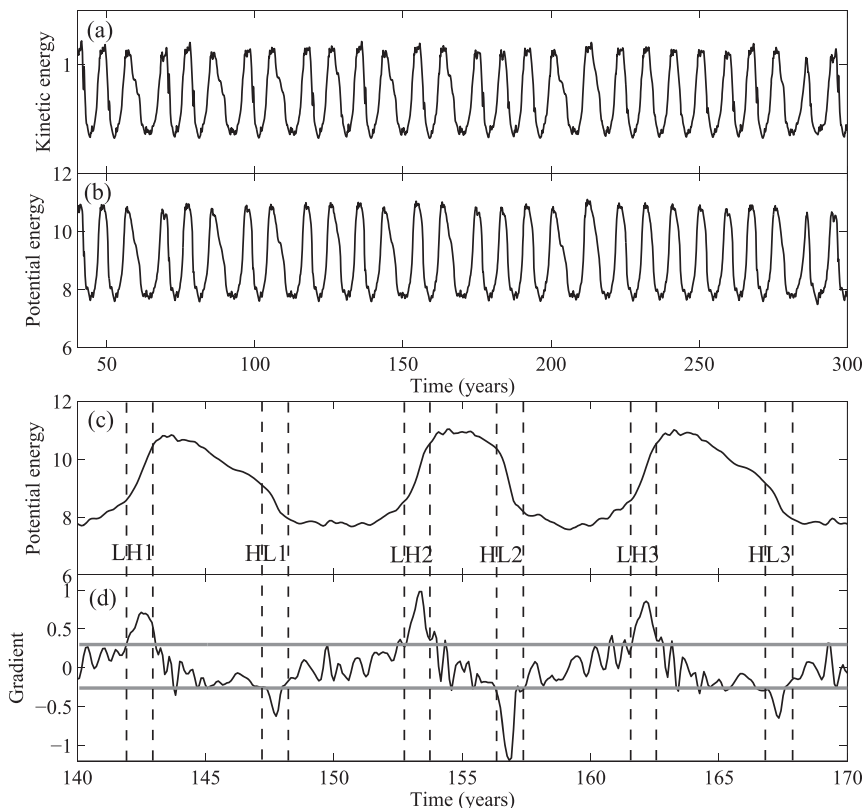 (a)
1
Kinetic energy
12
(b)
10
8
6
Potential energy
50 100 150 200 250 300
Time (years)
12
(c)
10
8
6
Potential energy
LH1 HL1 LH2 HL2 LH3 HL3
(d)
1
0.5
0
−0.5
−1
Gradient
140 145 150 155 160 165 170
Time (years)